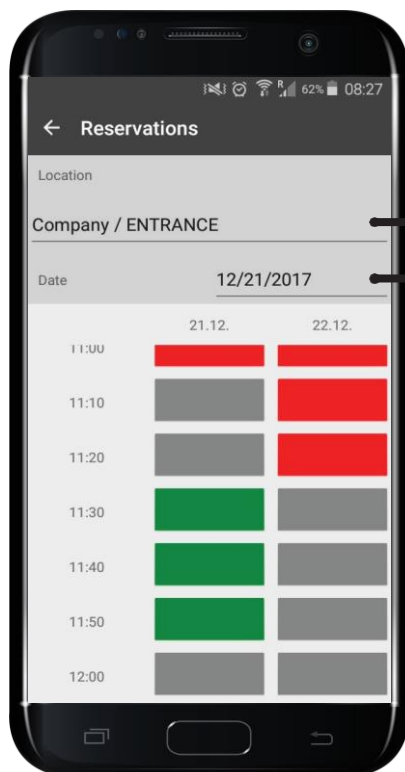 R 62% 08:27
← Reservations
Location
Company / ENTRANCE
Date 12/21/2017
21.12. 22.12.
11:00
11:10
11:20
11:30
11:40
11:50
12:00